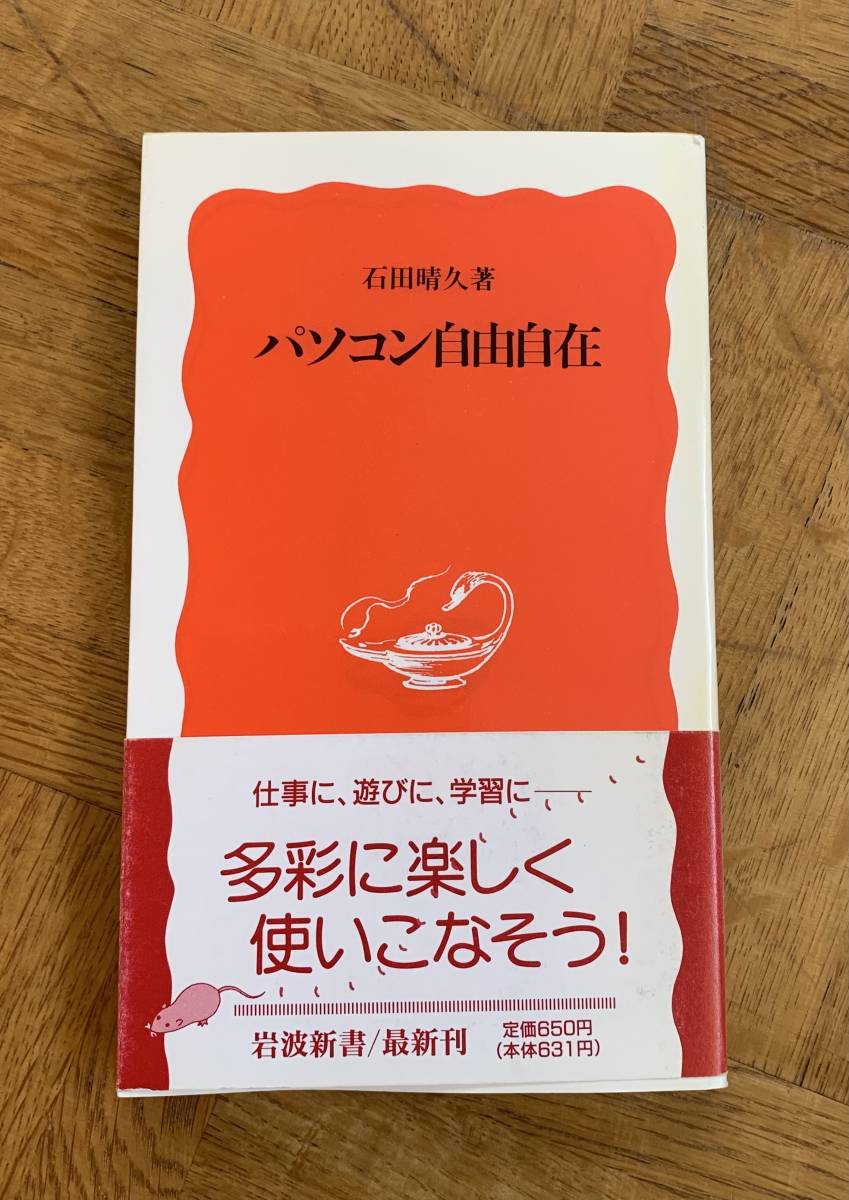 石田晴久著
パソコン自由自在
仕事に、遊びに、学習に――
多彩に楽しく
使いこなそう!
岩波新書/最新刊
定価650円
(本体631円)